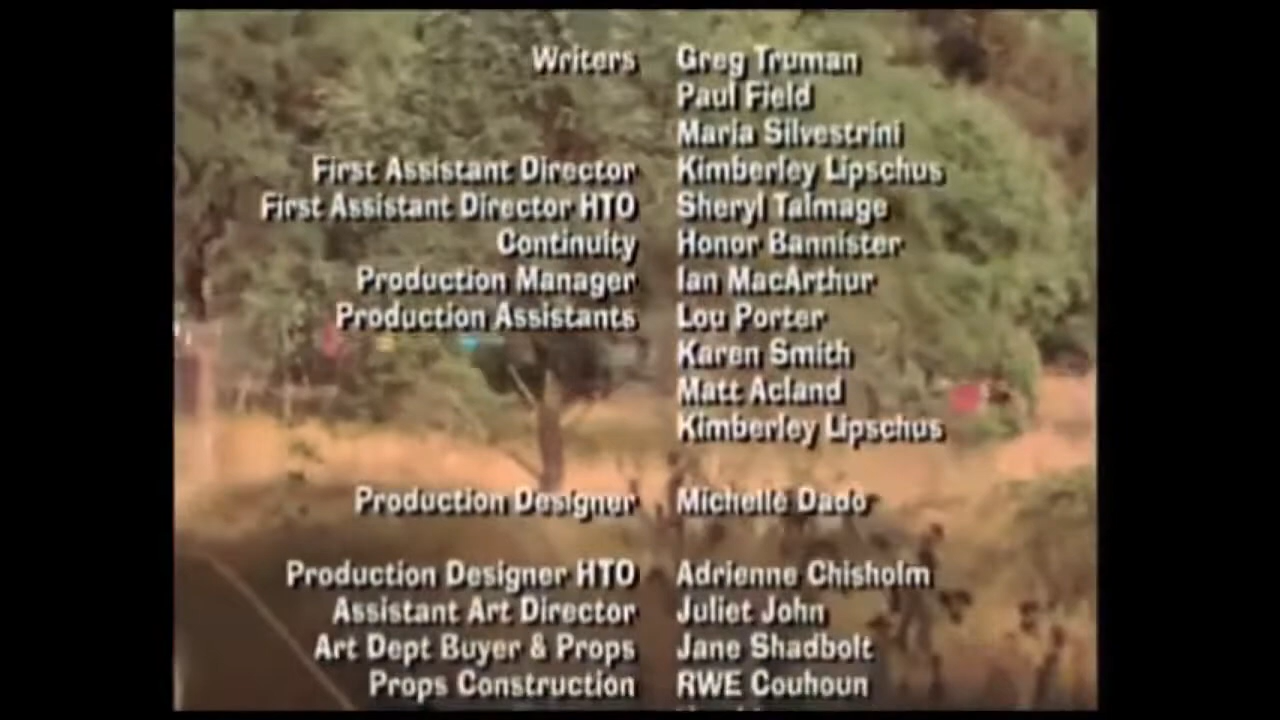 Writers Greg Truman
Paul Field
Maria Silvestrini
First Assistant Director Kimberley Lipschus
First Assistant Director HTO Sheryl Talmage
Continuity Honor Bannister
Production Manager Ian MacArthur
Production Assistants Lou Porter
Karen Smith
Matt Acland
Kimberley Lipschus
Production Designer Michelle Dado
Production Designer HTO Adrienne Chisholm
Assistant Art Director Juliet John
Art Dept Buyer & Props Jane Shadbolt
Props Construction RWE Couhoun